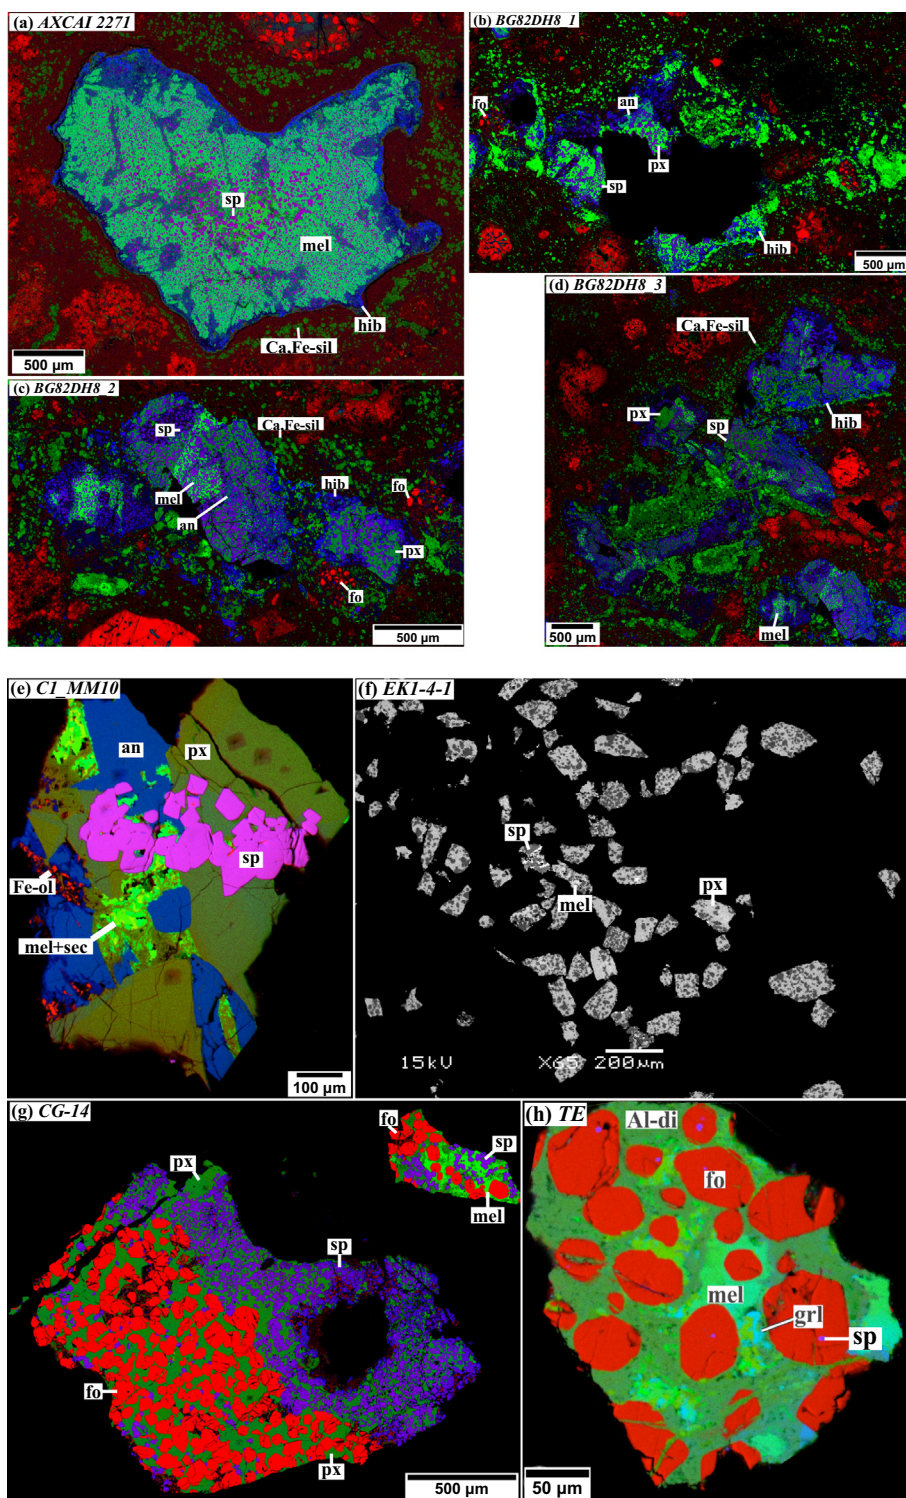 (a) AXCAI 2271
sp
mel
hib
Ca,Fe-sil
500 µm
(b) BG82DH8_1
fo
an
px
sp
hib
500 µm
(c) BG82DH8_2
sp
Ca,Fe-sil
mel
hib
fo
an
px
fo
500 µm
(d) BG82DH8_3
Ca,Fe-sil
px
sp
hib
mel
500 µm
(e) C1_MM10
an
px
sp
Fe-ol
mel+sec
100 µm
(f) EK1-4-1
sp
mel
px
15kV X65 200µm
(g) CG-14
fo
sp
px
mel
sp
fo
px
500 µm
(h) TE
Al-di
fo
mel
grl
sp
50 µm